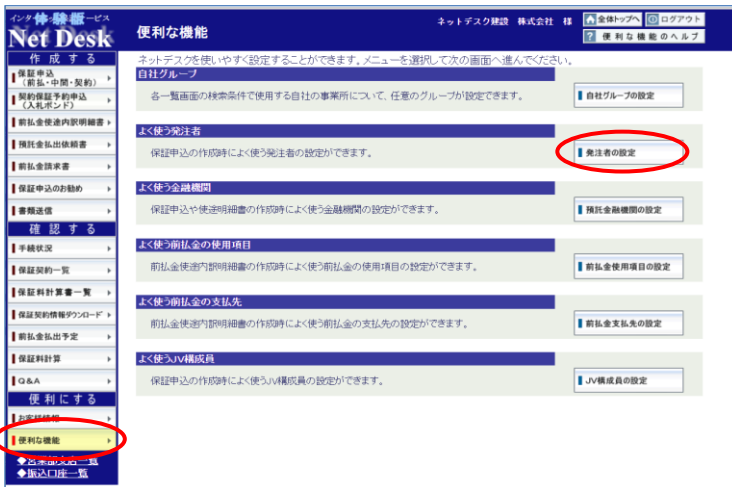 インターネットサービス
体験版
Net Desk
便利な機能
ネットデスク建設 株式会社 様
全体トップへ
ログアウト
便利な機能のヘルプ
作成する
保証申込
(前払・中間・契約)
契約保証予約申込
(入札ボンド)
前払金使途内訳明細書
預託金払出依頼書
前払金請求書
保証申込のお勧め
書類送信
確認する
手続状況
保証契約一覧
保証料計算書一覧
保証契約情報ダウンロード
前払金払出予定
保証料計算
Q&A
便利にする
お客様情報
便利な機能
◆営業部支店一覧
◆振込口座一覧
ネットデスクを使いやすく設定することができます。メニューを選択して次の画面へ進んでください。
自社グループ
各一覧画面の検索条件で使用する自社の事業所について、任意のグループが設定できます。
自社グループの設定
よく使う発注者
保証申込の作成時によく使う発注者の設定ができます。
発注者の設定
よく使う金融機関
保証申込や使途明細書の作成時によく使う金融機関の設定ができます。
預託金融機関の設定
よく使う前払金の使用項目
前払金使途内訳明細書の作成時によく使う前払金の使用項目の設定ができます。
前払金使用項目の設定
よく使う前払金の支払先
前払金使途内訳明細書の作成時によく使う前払金の支払先の設定ができます。
前払金支払先の設定
よく使うJV構成員
保証申込の作成時によく使うJV構成員の設定ができます。
JV構成員の設定